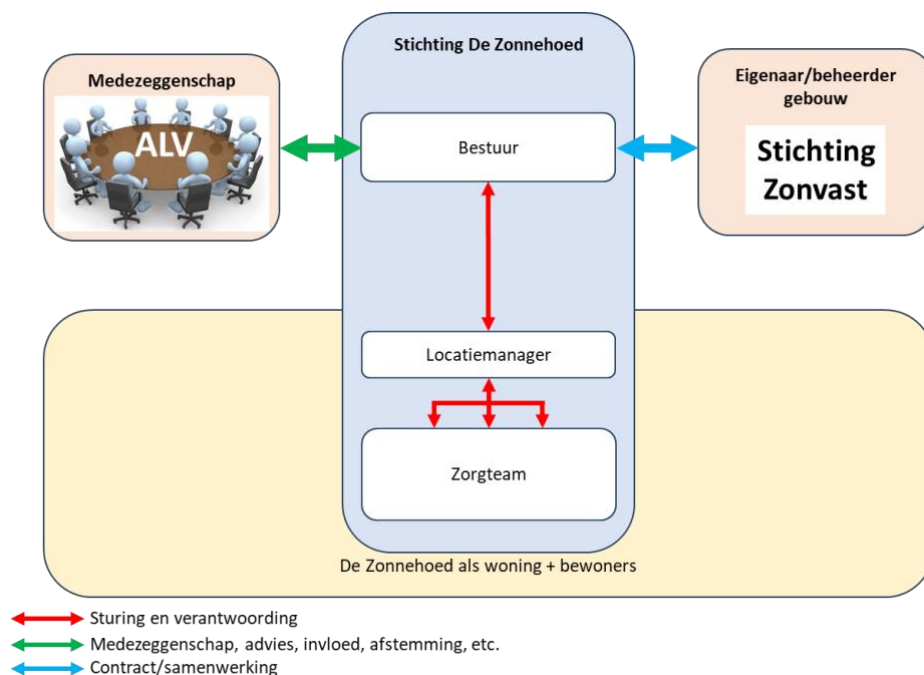 Stichting De Zonnehoed
Medezeggenschap
ALV
Bestuur
Eigenaar/beheerder
gebouw
Stichting
Zonvast
Locatiemanager
Zorgteam
De Zonnehoed als woning + bewoners
Sturing en verantwoording
Medezeggenschap, advies, invloed, afstemming, etc.
Contract/samenwerking